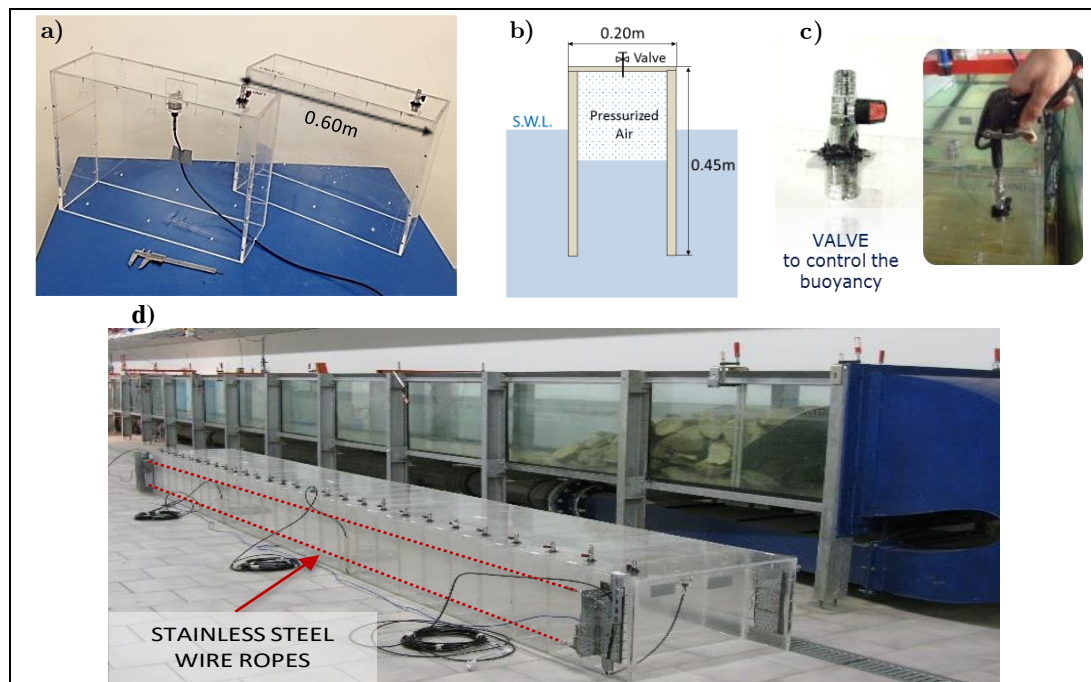 a)
0.60m
b)
0.20m
Valve
S.W.L.
Pressurized
Air
0.45m
c)
VALVE
to control the
buoyancy
d)
STAINLESS STEEL
WIRE ROPES